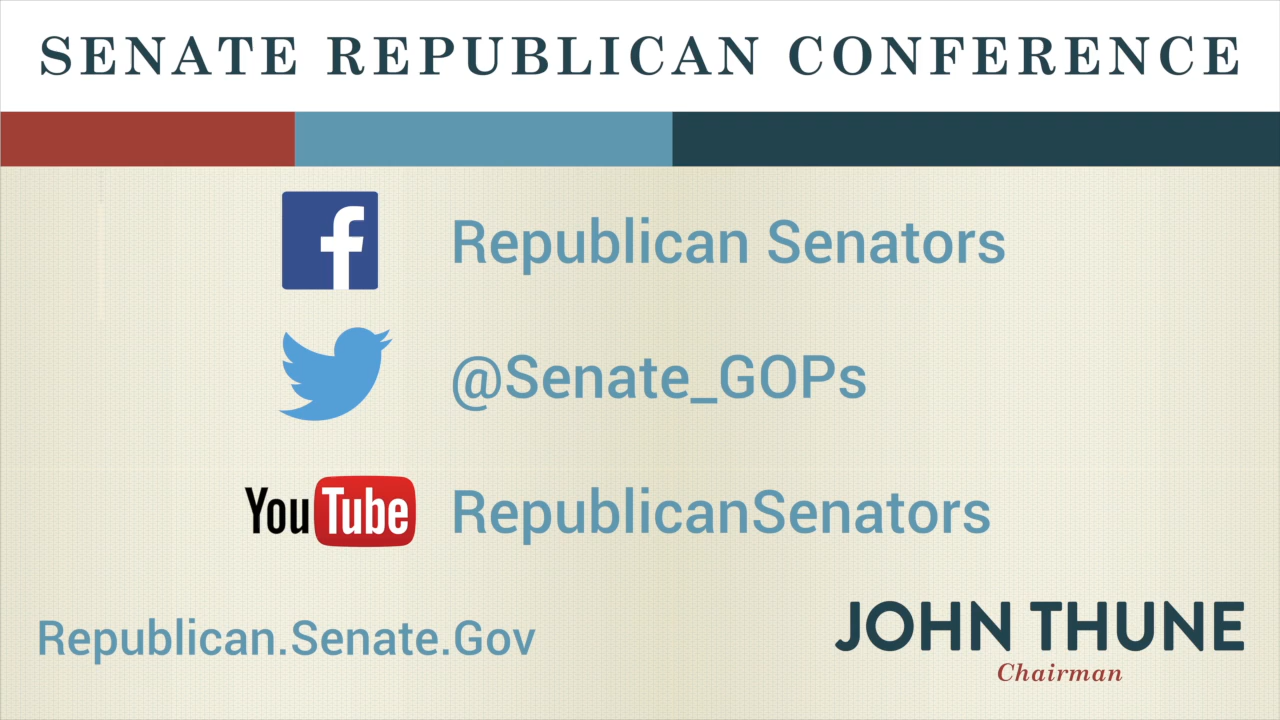 SENATE REPUBLICAN CONFERENCE
f Republican Senators
@Senate_GOPs
YouTube RepublicanSenators
Republican.Senate.Gov
JOHN THUNE
Chairman